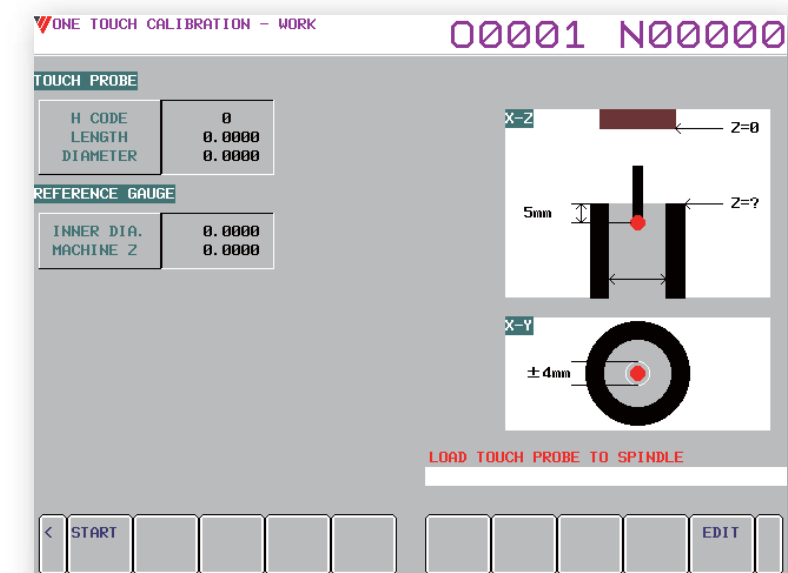 ONE TOUCH CALIBRATION - WORK
O0001 N00000
TOUCH PROBE
H CODE 0
LENGTH 0.0000
DIAMETER 0.0000
REFERENCE GAUGE
INNER DIA. 0.0000
MACHINE Z 0.0000
X-Z
Z=0
Z=?
5mm
X-Y
±4mm
LOAD TOUCH PROBE TO SPINDLE
< START EDIT